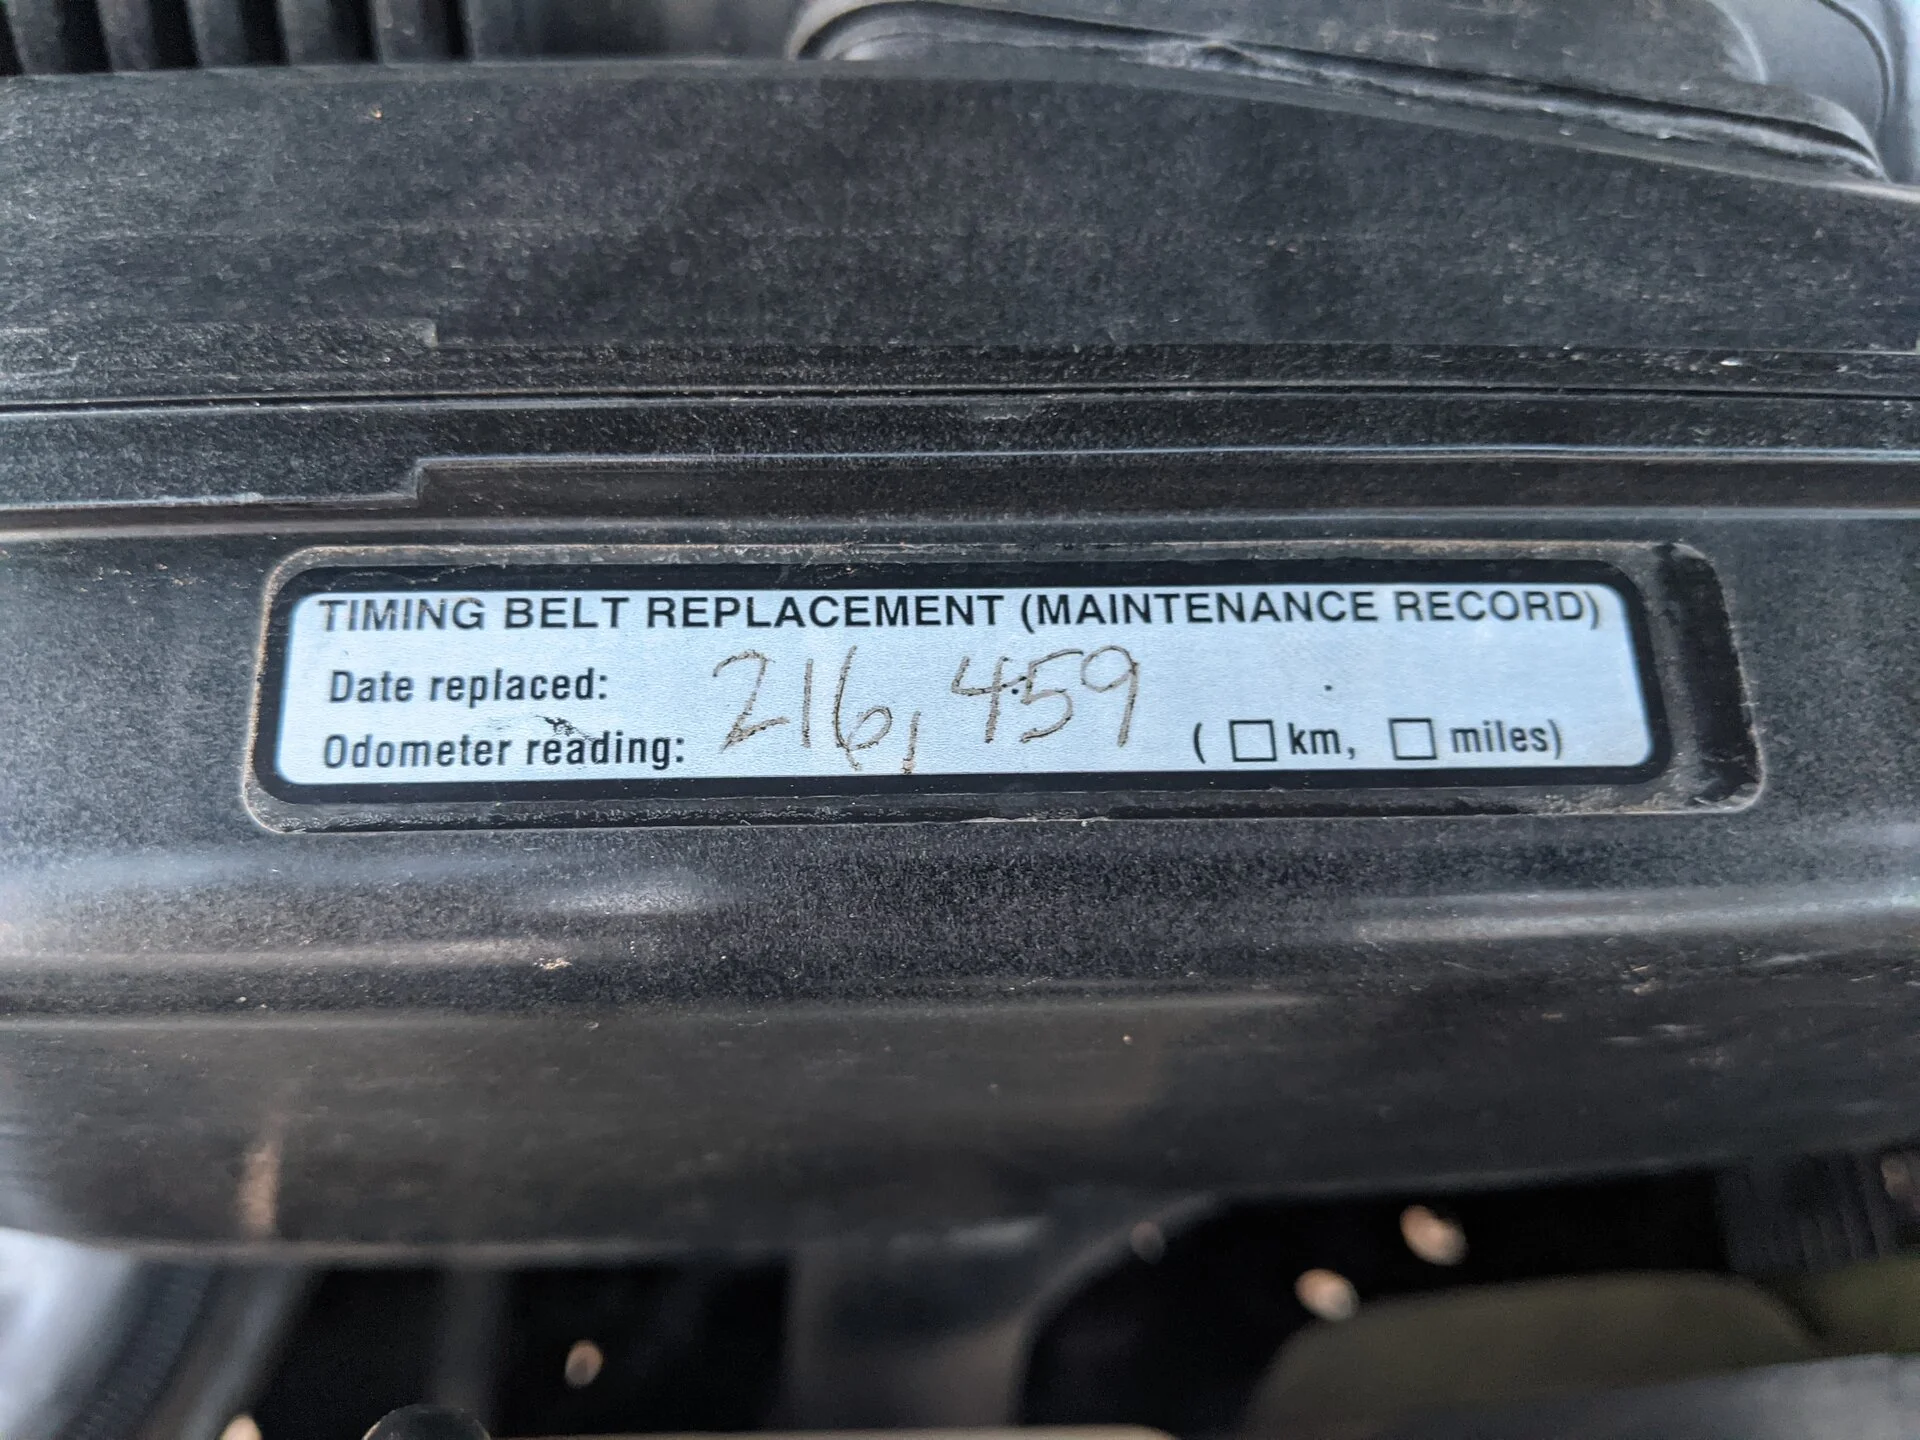 TIMING BELT REPLACEMENT (MAINTENANCE RECORD)
Date replaced:
216,459
Odometer reading: ( □ km, □ miles)